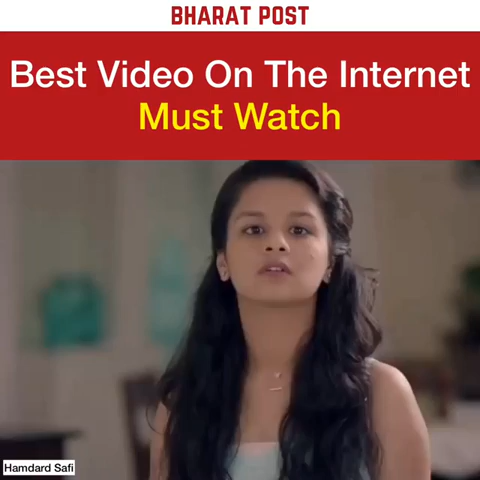 BHARAT POST
Best Video On The Internet
Must Watch
Hamdard Safi